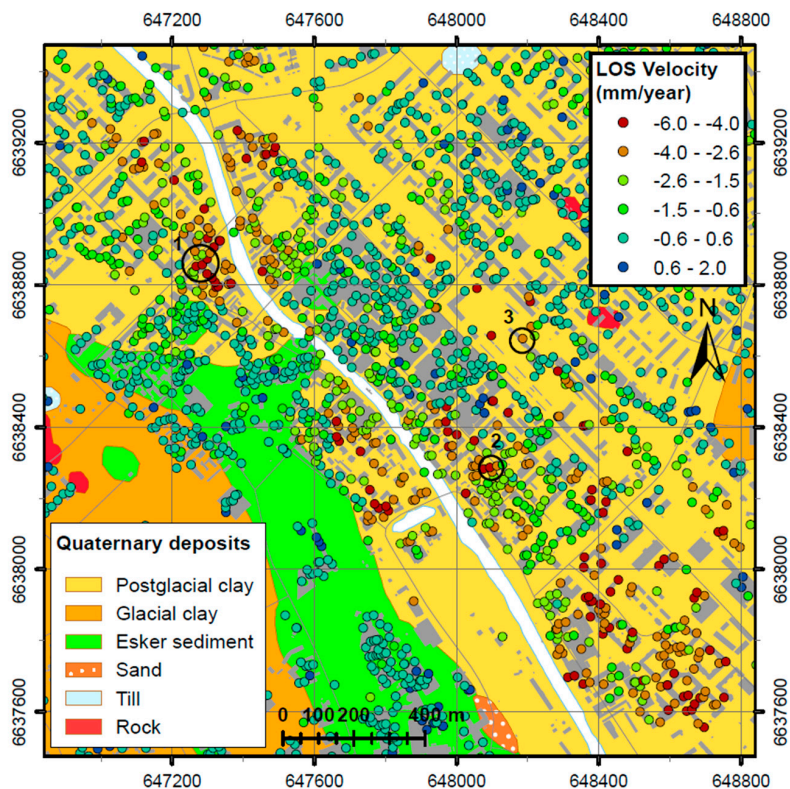 647200 647600 648000 648400 648800
LOS Velocity
(mm/year)
-6.0 - -4.0
-4.0 - -2.6
-2.6 - -1.5
-1.5 - -0.6
-0.6 - 0.6
0.6 - 2.0
6639200 6639200
1
6638800 6638800
3
N
6638400 6638400
2
Quaternary deposits
6638000 6638000
Postglacial clay
Glacial clay
Esker sediment
Sand
Till
Rock
6637600 6637600
0 100 200 400 m
647200 647600 648000 648400 648800